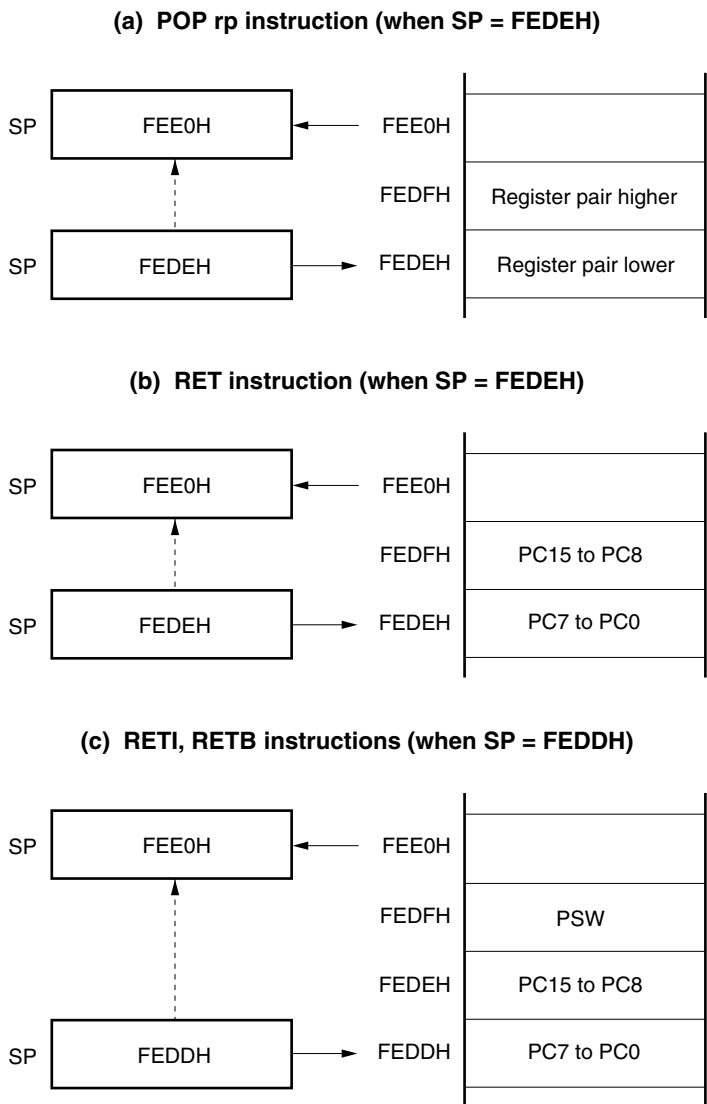 (a) POP rp instruction (when SP = FEDEH)
SP FEE0H FEE0H
FEDFH Register pair higher
SP FEDEH FEDEH Register pair lower
(b) RET instruction (when SP = FEDEH)
SP FEE0H FEE0H
FEDFH PC15 to PC8
SP FEDEH FEDEH PC7 to PC0
(c) RETI, RETB instructions (when SP = FEDDH)
SP FEE0H FEE0H
FEDFH PSW
FEDEH PC15 to PC8
SP FEDDH FEDDH PC7 to PC0